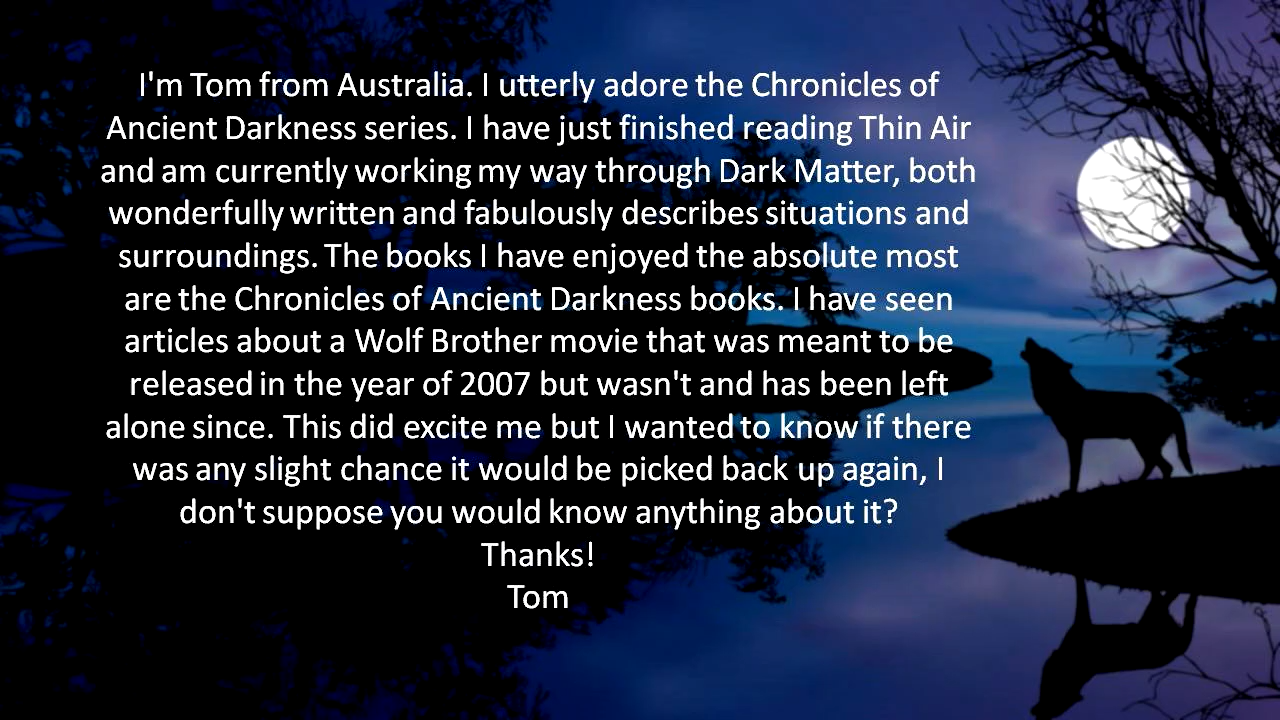 I'm Tom from Australia. I utterly adore the Chronicles of
Ancient Darkness series. I have just finished reading Thin Air
and am currently working my way through Dark Matter, both
wonderfully written and fabulously describes situations and
surroundings. The books I have enjoyed the absolute most
are the Chronicles of Ancient Darkness books. I have seen
articles about a Wolf Brother movie that was meant to be
released in the year of 2007 but wasn't and has been left
alone since. This did excite me but I wanted to know if there
was any slight chance it would be picked back up again, I
don't suppose you would know anything about it?
Thanks!
Tom